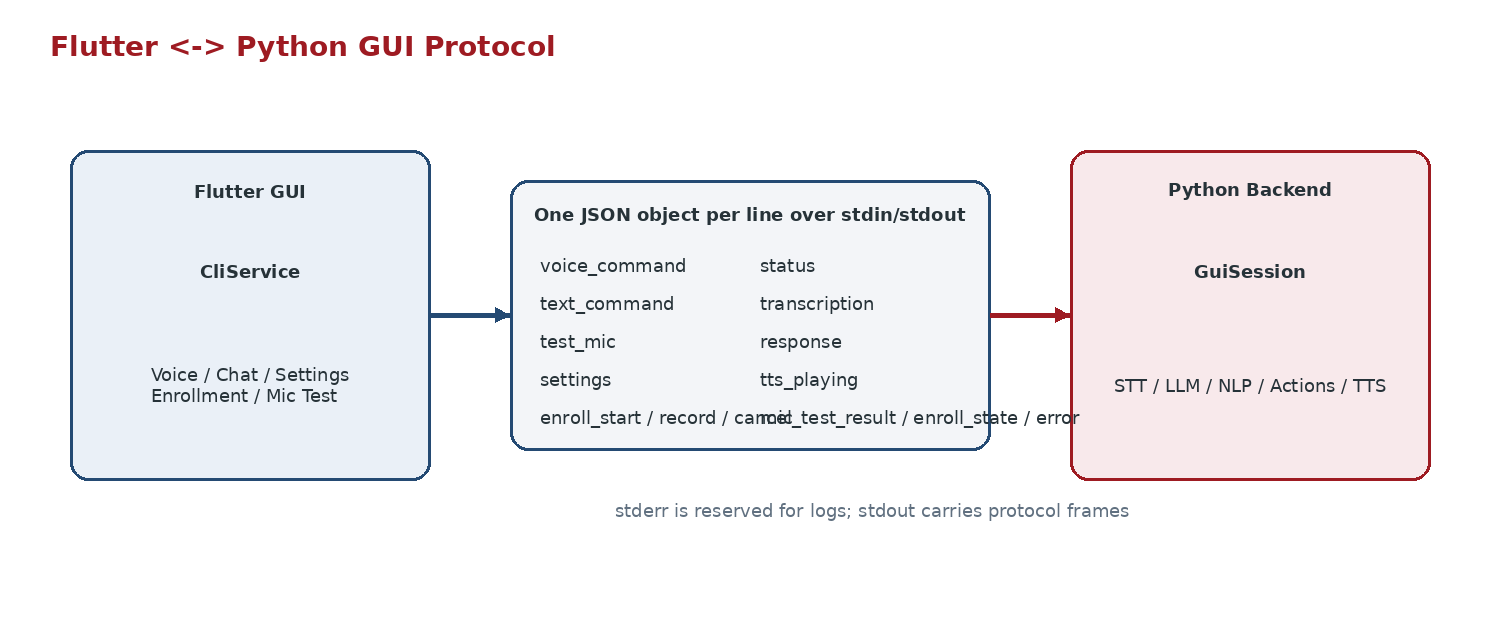 Flutter <-> Python GUI Protocol
Flutter GUI
CliService
Voice / Chat / Settings
Enrollment / Mic Test
One JSON object per line over stdin/stdout
voice_command status
text_command transcription
test_mic response
settings tts_playing
enroll_start / record / cancel mic_test_result / enroll_state / error
Python Backend
GuiSession
STT / LLM / NLP / Actions / TTS
stderr is reserved for logs; stdout carries protocol frames